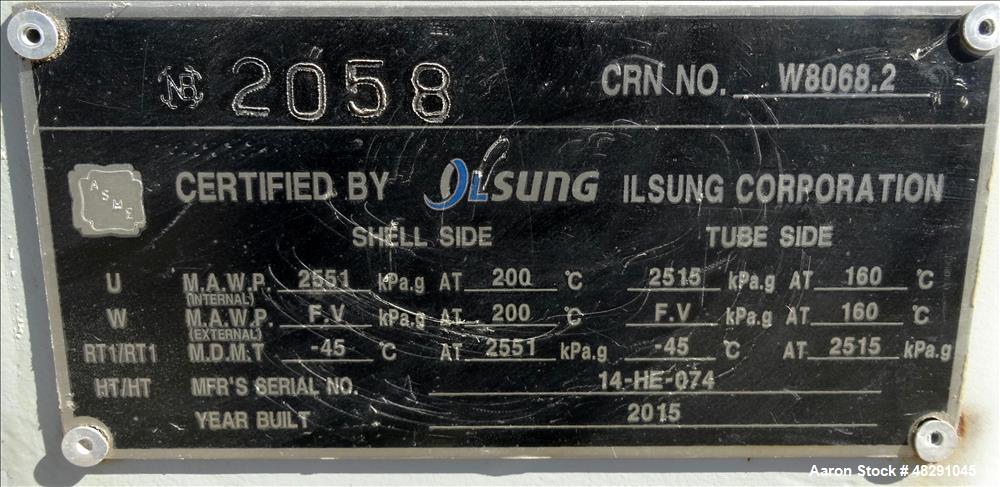 NB 2058 CRN NO. W8068.2
ASME CERTIFIED BY ILSUNG ILSUNG CORPORATION
SHELL SIDE TUBE SIDE
U M.A.W.P. (INTERNAL) 2551 kPa.g AT 200 ℃ 2515 kPa.g AT 160 ℃
W M.A.W.P. (EXTERNAL) F.V kPa.g AT 200 ℃ F.V kPa.g AT 160 ℃
RT1/RT1 M.D.M.T -45 ℃ AT 2551 kPa.g -45 ℃ AT 2515 kPa.g
HT/HT MFR'S SERIAL NO. 14-HE-074
YEAR BUILT 2015
Aaron Stock # 48291045